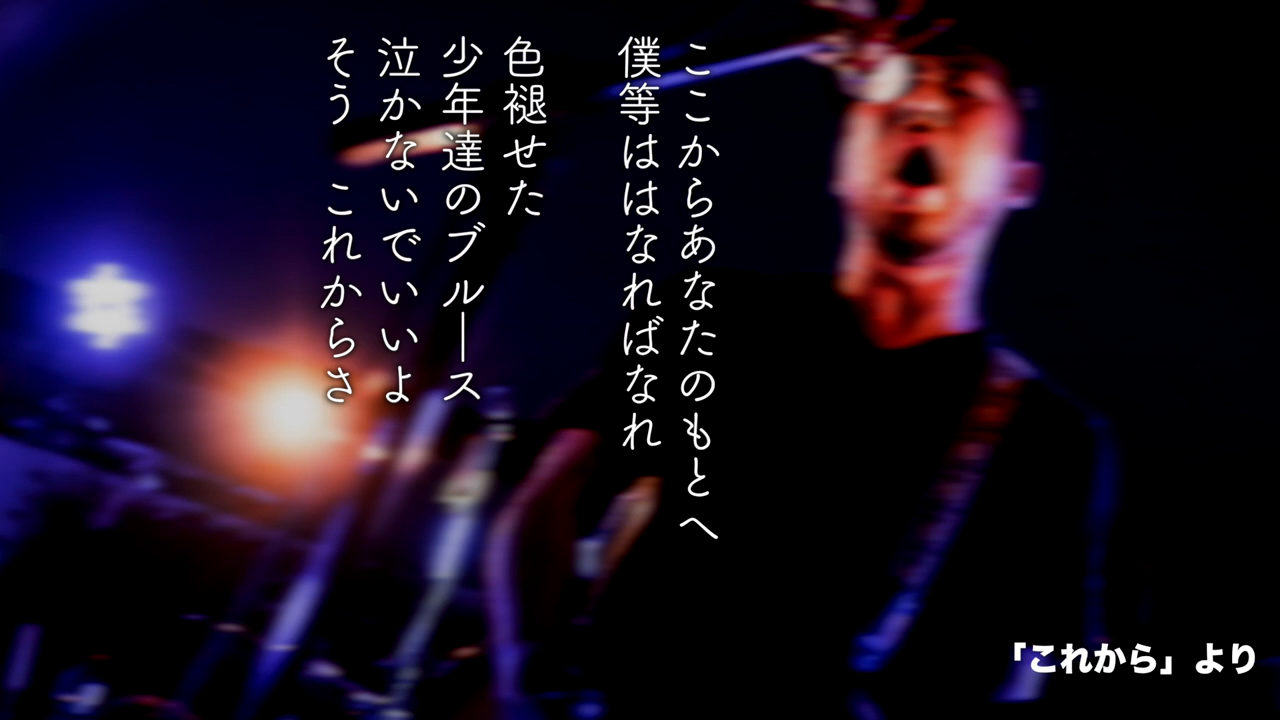 ここからあなたのもとへ
僕等ははなればなれ
色褪せた
少年達のブルース
泣かないでいいよ
そう これからさ
「これから」より